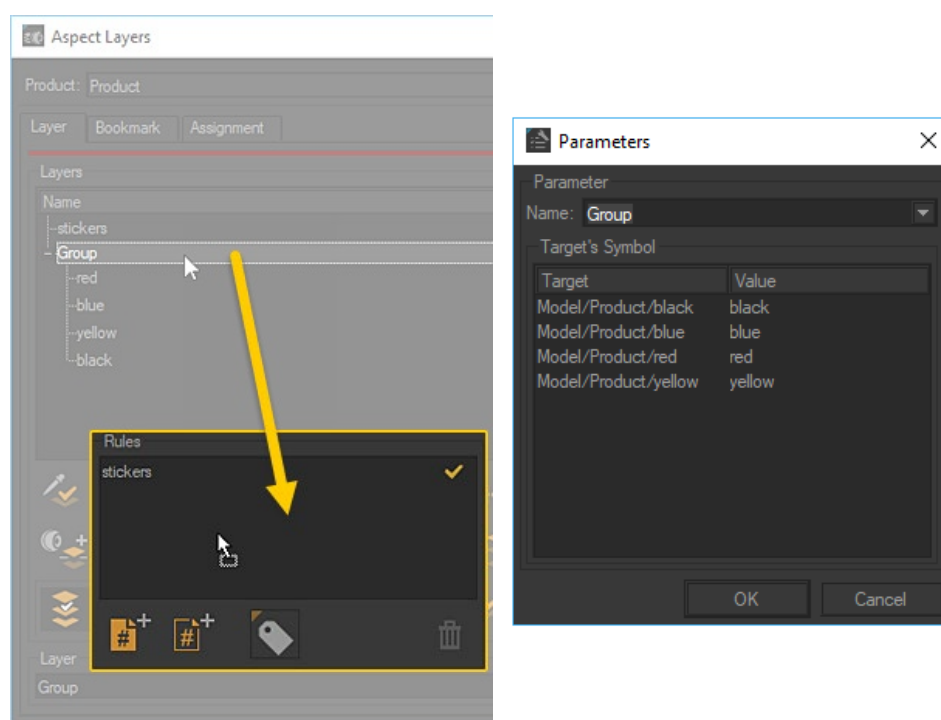 Aspect Layers
Product: Product
Layer Bookmark Assignment
Layers
Name
stickers
Group
red
blue
yellow
black
Rules
stickers
#+ #+
Layer
Group
Parameters
Parameter
Name: Group
Target's Symbol
Target Value
Model/Product/black black
Model/Product/blue blue
Model/Product/red red
Model/Product/yellow yellow
OK Cancel